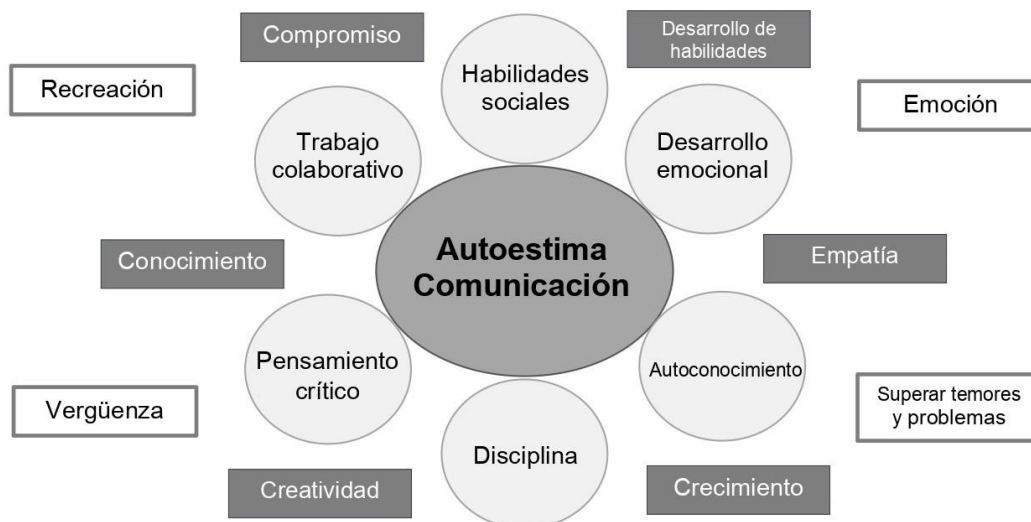 Compromiso
Habilidades
sociales
Desarrollo de
habilidades
Recreación
Emoción
Trabajo
colaborativo
Desarrollo
emocional
Autoestima
Comunicación
Conocimiento
Empatía
Pensamiento
crítico
Autoconocimiento
Vergüenza
Superar temores
y problemas
Disciplina
Creatividad
Crecimiento